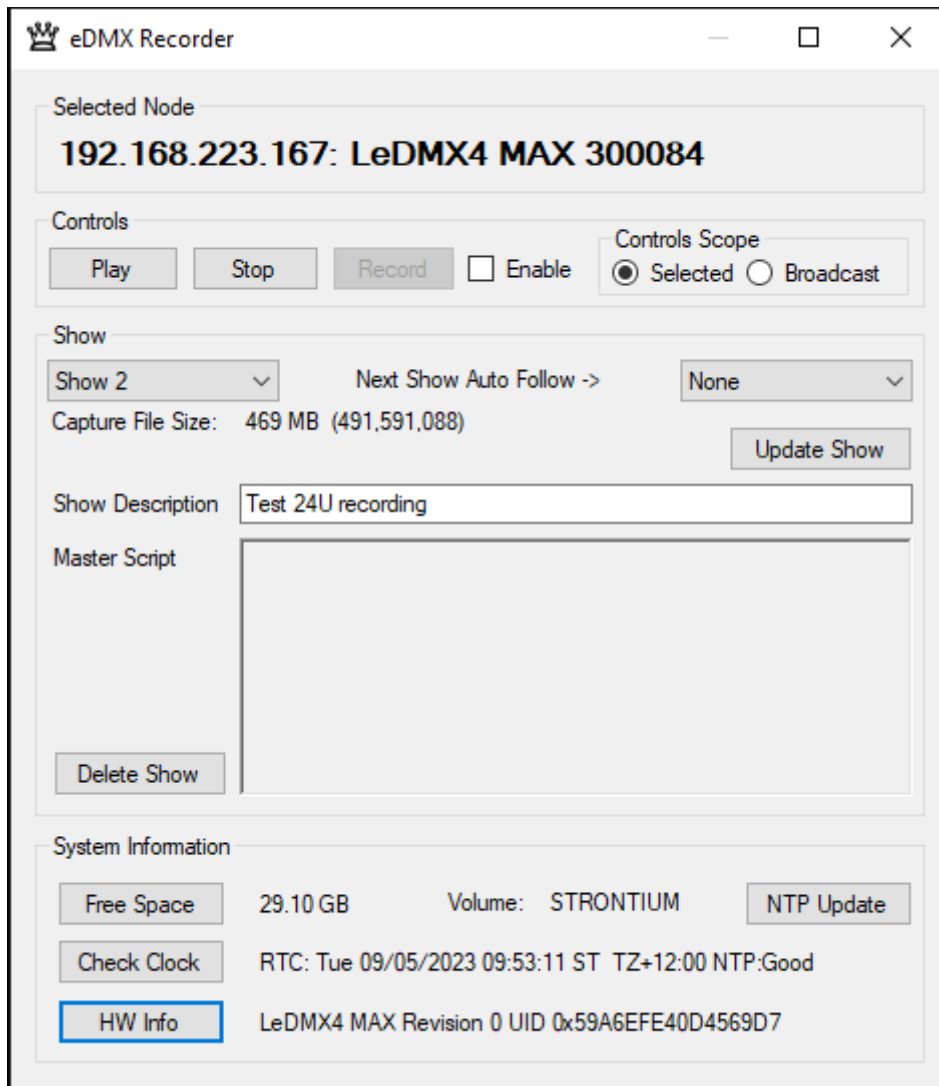 eDMX Recorder
Selected Node
192.168.223.167: LeDMX4 MAX 300084
Controls
Play Stop Record Enable
Controls Scope
Selected Broadcast
Show
Show 2 Next Show Auto Follow -> None
Capture File Size: 469 MB (491,591,088)
Update Show
Show Description Test 24U recording
Master Script
Delete Show
System Information
Free Space 29.10 GB Volume: STRONTIUM NTP Update
Check Clock RTC: Tue 09/05/2023 09:53:11 ST TZ+12:00 NTP:Good
HW Info LeDMX4 MAX Revision 0 UID 0x59A6EFE40D4569D7